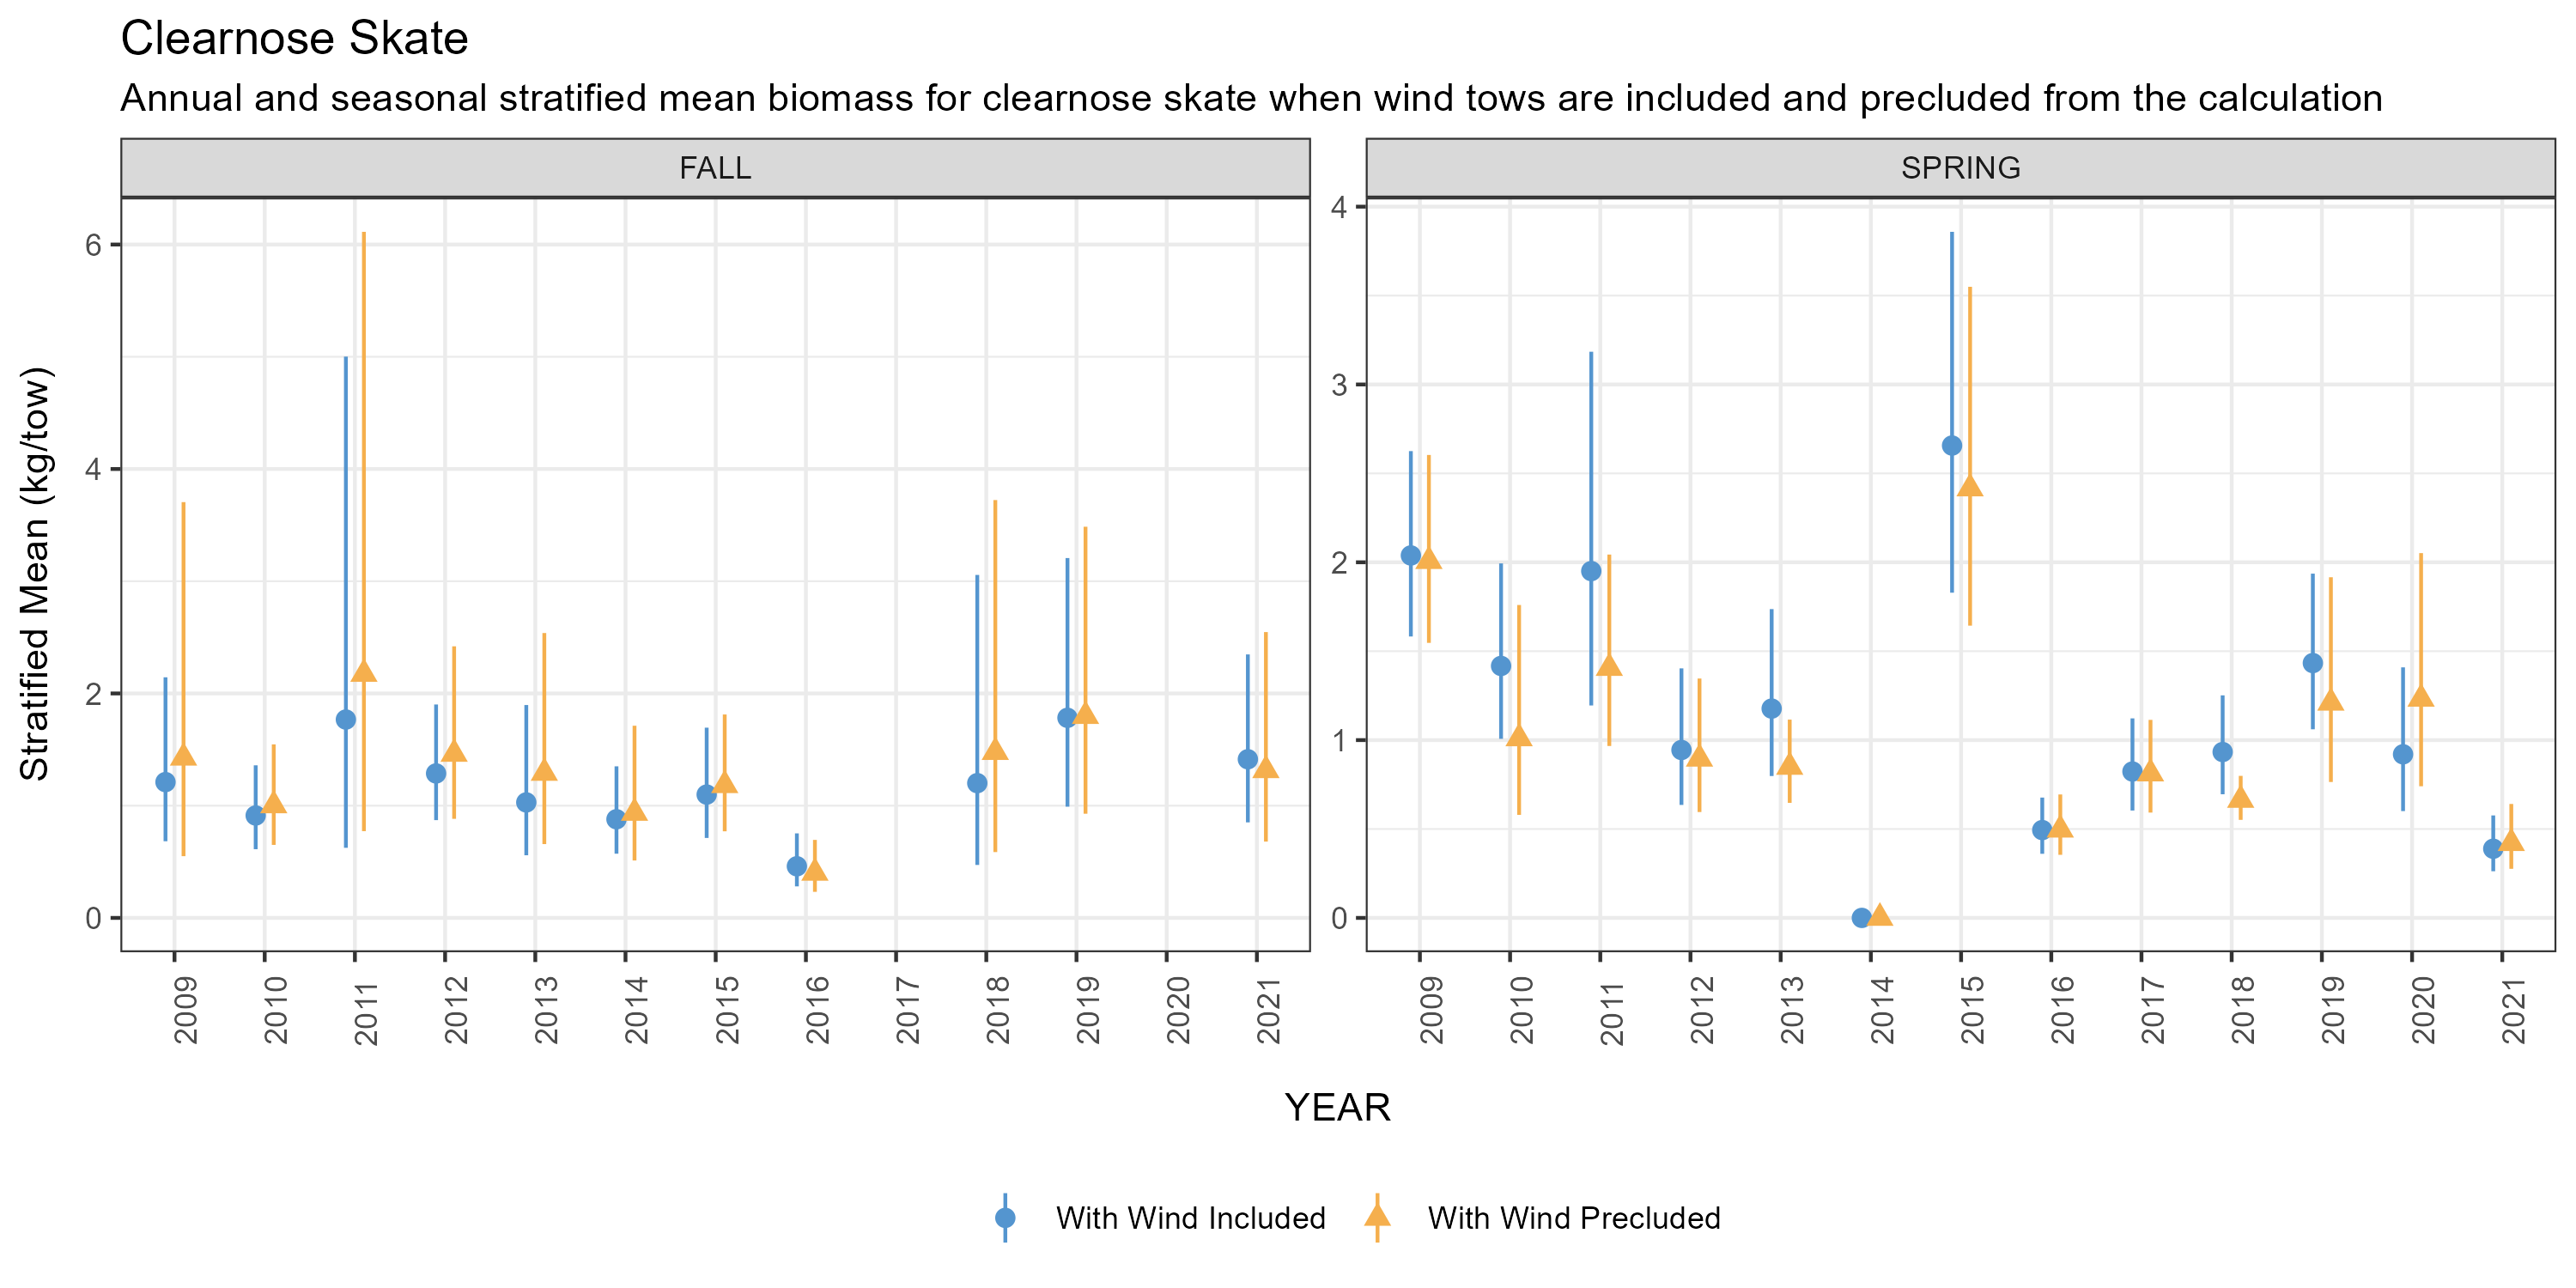 Clearnose Skate
Annual and seasonal stratified mean biomass for clearnose skate when wind tows are included and precluded from the calculation
FALL
SPRING
Stratified Mean (kg/tow)
6
4
2
0
4
3
2
1
0
2009 2010 2011 2012 2013 2014 2015 2016 2017 2018 2019 2020 2021
2009 2010 2011 2012 2013 2014 2015 2016 2017 2018 2019 2020 2021
YEAR
With Wind Included
With Wind Precluded